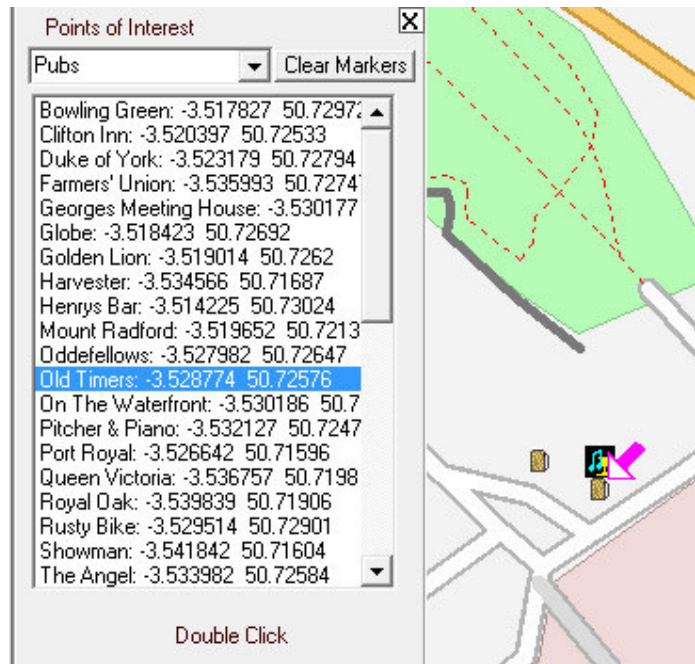 Points of Interest
Pubs
Clear Markers
Bowling Green: -3.517827 50.72972
Clifton Inn: -3.520397 50.72533
Duke of York: -3.523179 50.72794
Farmers' Union: -3.535993 50.7274
Georges Meeting House: -3.530177
Globe: -3.518423 50.72692
Golden Lion: -3.519014 50.7262
Harvester: -3.534566 50.71687
Henrys Bar: -3.514225 50.73024
Mount Radford: -3.519652 50.7213
Oddefellows: -3.527982 50.72647
Old Timers: -3.528774 50.72576
On The Waterfront: -3.530186 50.7
Pitcher & Piano: -3.532127 50.7247
Port Royal: -3.526642 50.71596
Queen Victoria: -3.536757 50.7198
Royal Oak: -3.539839 50.71906
Rusty Bike: -3.529514 50.72901
Showman: -3.541842 50.71604
The Angel: -3.533982 50.72584
Double Click